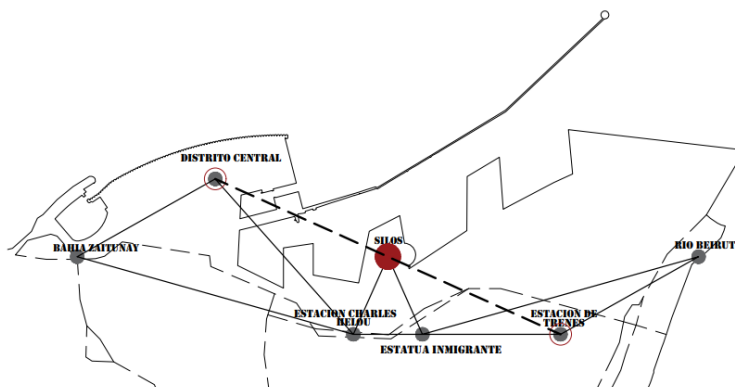 DISTRITO CENTRAL
SILOS
BAHIA ZAITUNAY
RIO BEIRUT
ESTACION CHARLES
HELOU
ESTACION DE
TRENES
ESTATUA INMIGRANTE